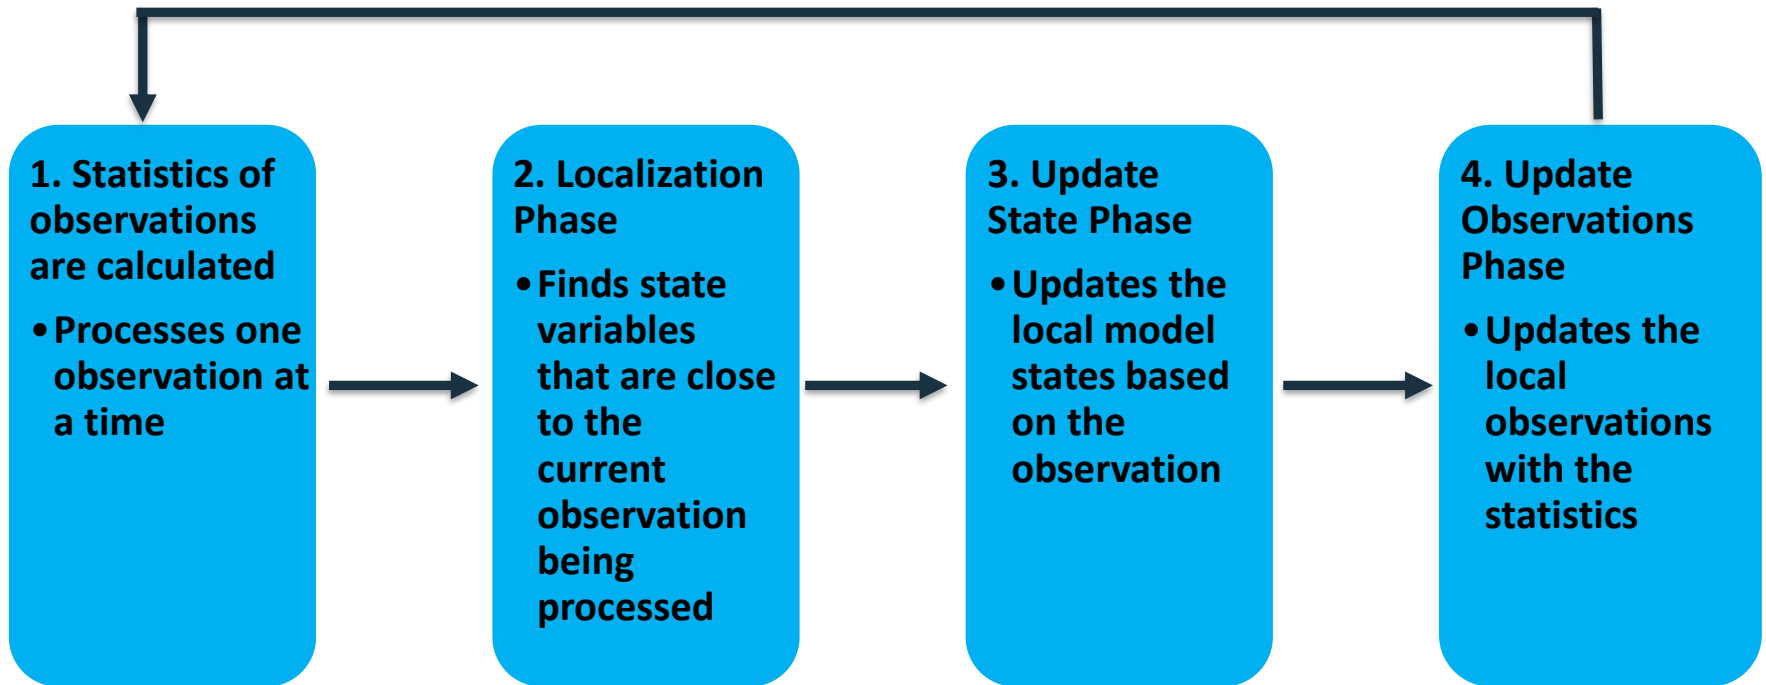 1. Statistics of
observations
are calculated
•Processes one
observation at
a time
2. Localization
Phase
•Finds state
variables
that are close
to the
current
observation
being
processed
3. Update
State Phase
•Updates the
local model
states based
on the
observation
4. Update
Observations
Phase
•Updates the
local
observations
with the
statistics